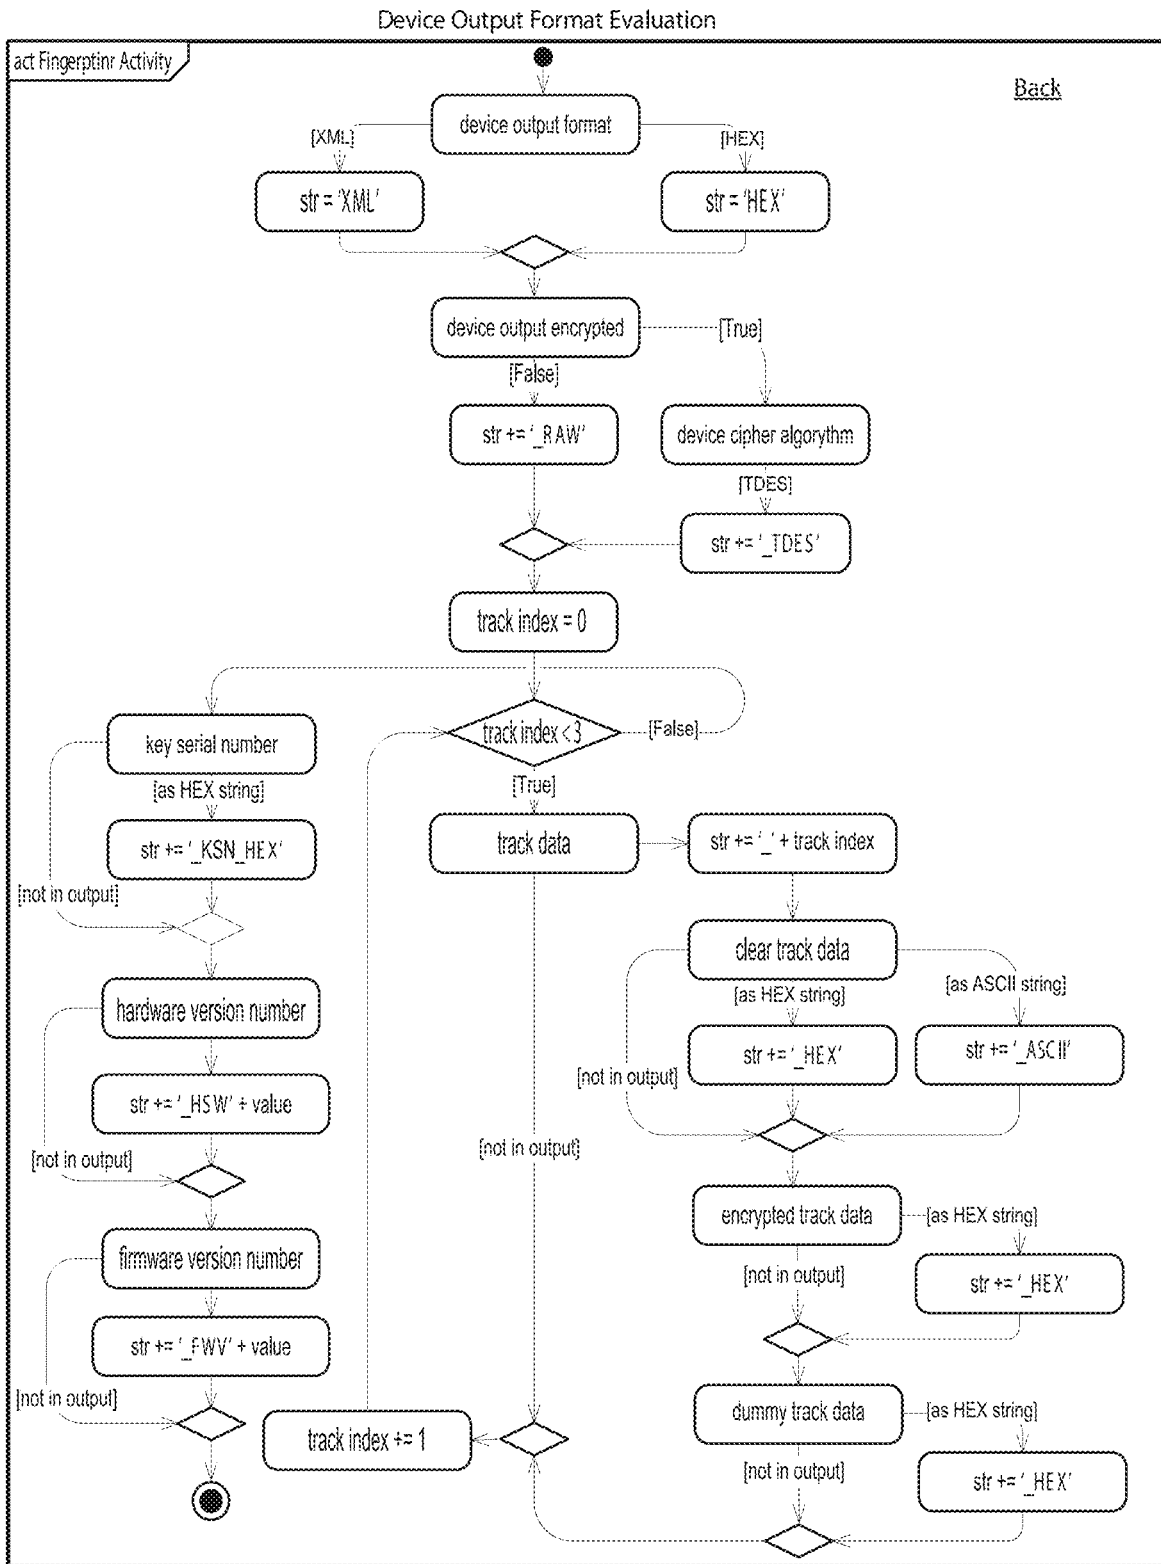 Device Output Format Evaluation
act Fingerptinr Activity
Back
device output format
[XML]
[HEX]
str = 'XML'
str = 'HEX'
device output encrypted
[True]
[False]
str += '_RAW'
device cipher algorythm
[TDES]
str += '_TDES'
track index = 0
key serial number
track index < 3
[False]
[as HEX string]
[True]
str += '_KSN_HEX'
track data
str += '_' + track index
[not in output]
clear track data
hardware version number
[as HEX string]
[as ASCII string]
str += '_HEX'
str += '_ASCII'
[not in output]
str += '_HSW' + value
[not in output]
[not in output]
encrypted track data
[as HEX string]
firmware version number
[not in output]
str += '_HEX'
str += '_FWV' + value
[not in output]
dummy track data
[as HEX string]
track index += 1
[not in output]
str += '_HEX'